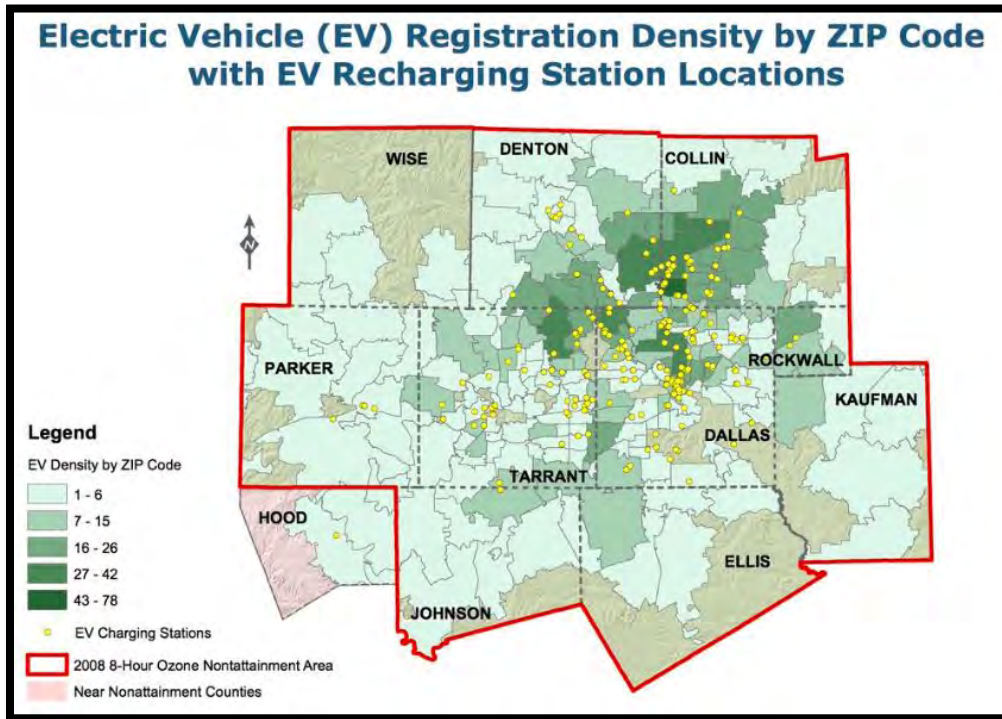 Electric Vehicle (EV) Registration Density by ZIP Code
with EV Recharging Station Locations
WISE
DENTON
COLLIN
N
PARKER
ROCKWALL
KAUFMAN
DALLAS
TARRANT
HOOD
ELLIS
JOHNSON
Legend
EV Density by ZIP Code
1 - 6
7 - 15
16 - 26
27 - 42
43 - 78
EV Charging Stations
2008 8-Hour Ozone Nontattainment Area
Near Nonattainment Counties